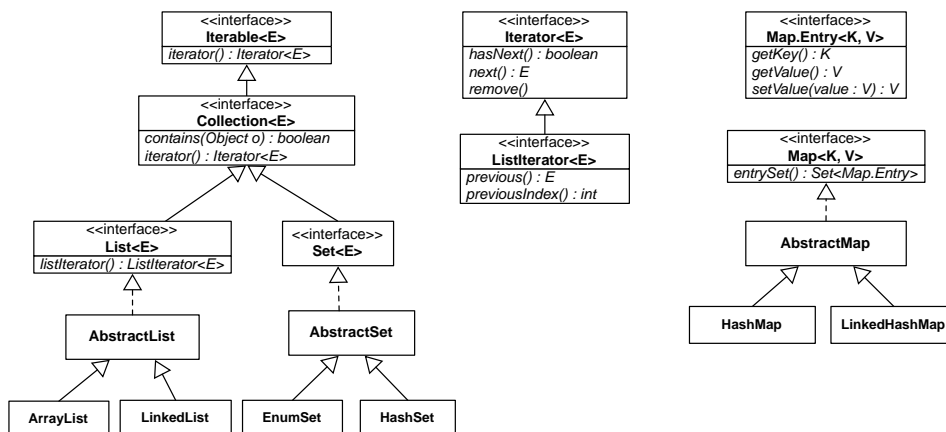 <<interface>>
Iterable<E>
iterator() : Iterator<E>
<<interface>>
Collection<E>
contains(Object o) : boolean
iterator() : Iterator<E>
<<interface>>
List<E>
listIterator() : ListIterator<E>
<<interface>>
Set<E>
AbstractList
AbstractSet
ArrayList
LinkedList
EnumSet
HashSet
<<interface>>
Iterator<E>
hasNext() : boolean
next() : E
remove()
<<interface>>
ListIterator<E>
previous() : E
previousIndex() : int
<<interface>>
Map.Entry<K, V>
getKey() : K
getValue() : V
setValue(value : V) : V
<<interface>>
Map<K, V>
entrySet() : Set<Map.Entry>
AbstractMap
HashMap
LinkedHashMap